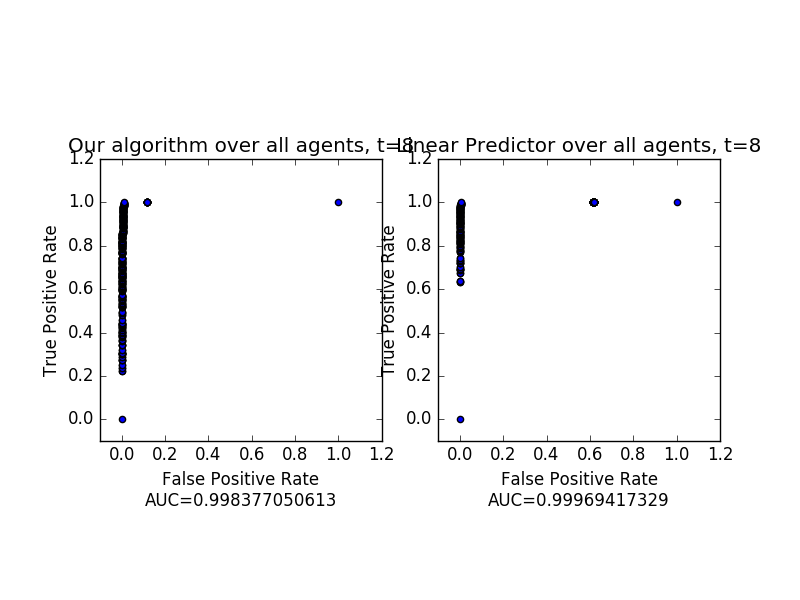 Our algorithm over all agents, t=8
Linear Predictor over all agents, t=8
True Positive Rate
1.2
1.0
0.8
0.6
0.4
0.2
0.0
0.0 0.2 0.4 0.6 0.8 1.0 1.2
False Positive Rate
AUC=0.998377050613
True Positive Rate
1.2
1.0
0.8
0.6
0.4
0.2
0.0
0.0 0.2 0.4 0.6 0.8 1.0 1.2
False Positive Rate
AUC=0.99969417329